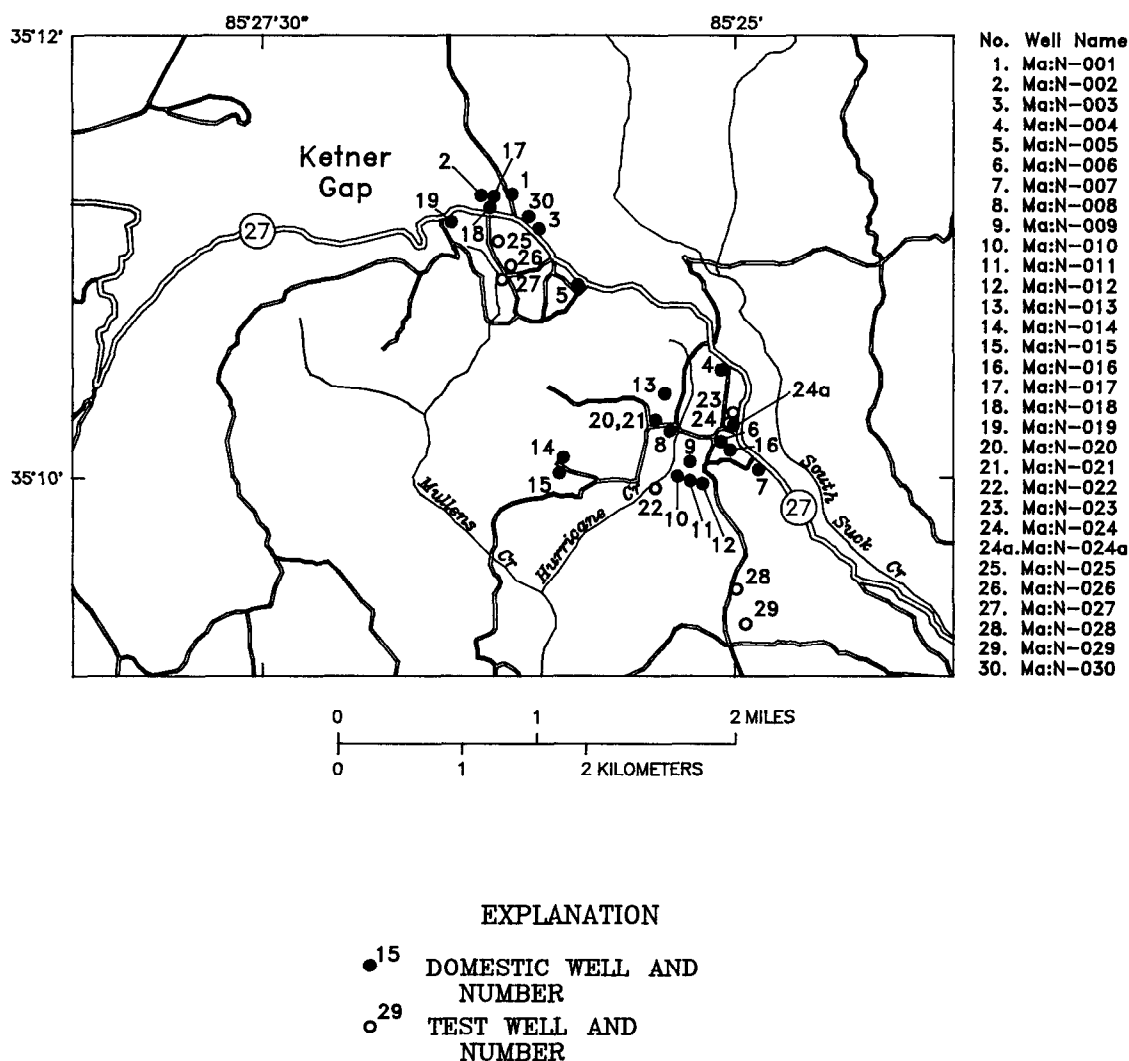 85°27'30"
85°25'
35°12'
No. Well Name
1. Ma:N-001
2. Ma:N-002
3. Ma:N-003
4. Ma:N-004
5. Ma:N-005
6. Ma:N-006
7. Ma:N-007
8. Ma:N-008
9. Ma:N-009
10. Ma:N-010
11. Ma:N-011
12. Ma:N-012
13. Ma:N-013
14. Ma:N-014
15. Ma:N-015
16. Ma:N-016
17. Ma:N-017
18. Ma:N-018
19. Ma:N-019
20. Ma:N-020
21. Ma:N-021
22. Ma:N-022
23. Ma:N-023
24. Ma:N-024
24a.Ma:N-024a
25. Ma:N-025
26. Ma:N-026
27. Ma:N-027
28. Ma:N-028
29. Ma:N-029
30. Ma:N-030
Ketner
Gap
17
2
1
30
19
3
18
25
27
26
27
5
4
13
24a
23
20,21
24
6
8
9
16
14
15
7
35°10'
22
10
11
12
27
Mullens
Cr
Hurricane
Cr
South
Suck
Cr
28
29
0
1
2 MILES
0
1
2 KILOMETERS
EXPLANATION
15
DOMESTIC WELL AND
NUMBER
29
TEST WELL AND
NUMBER